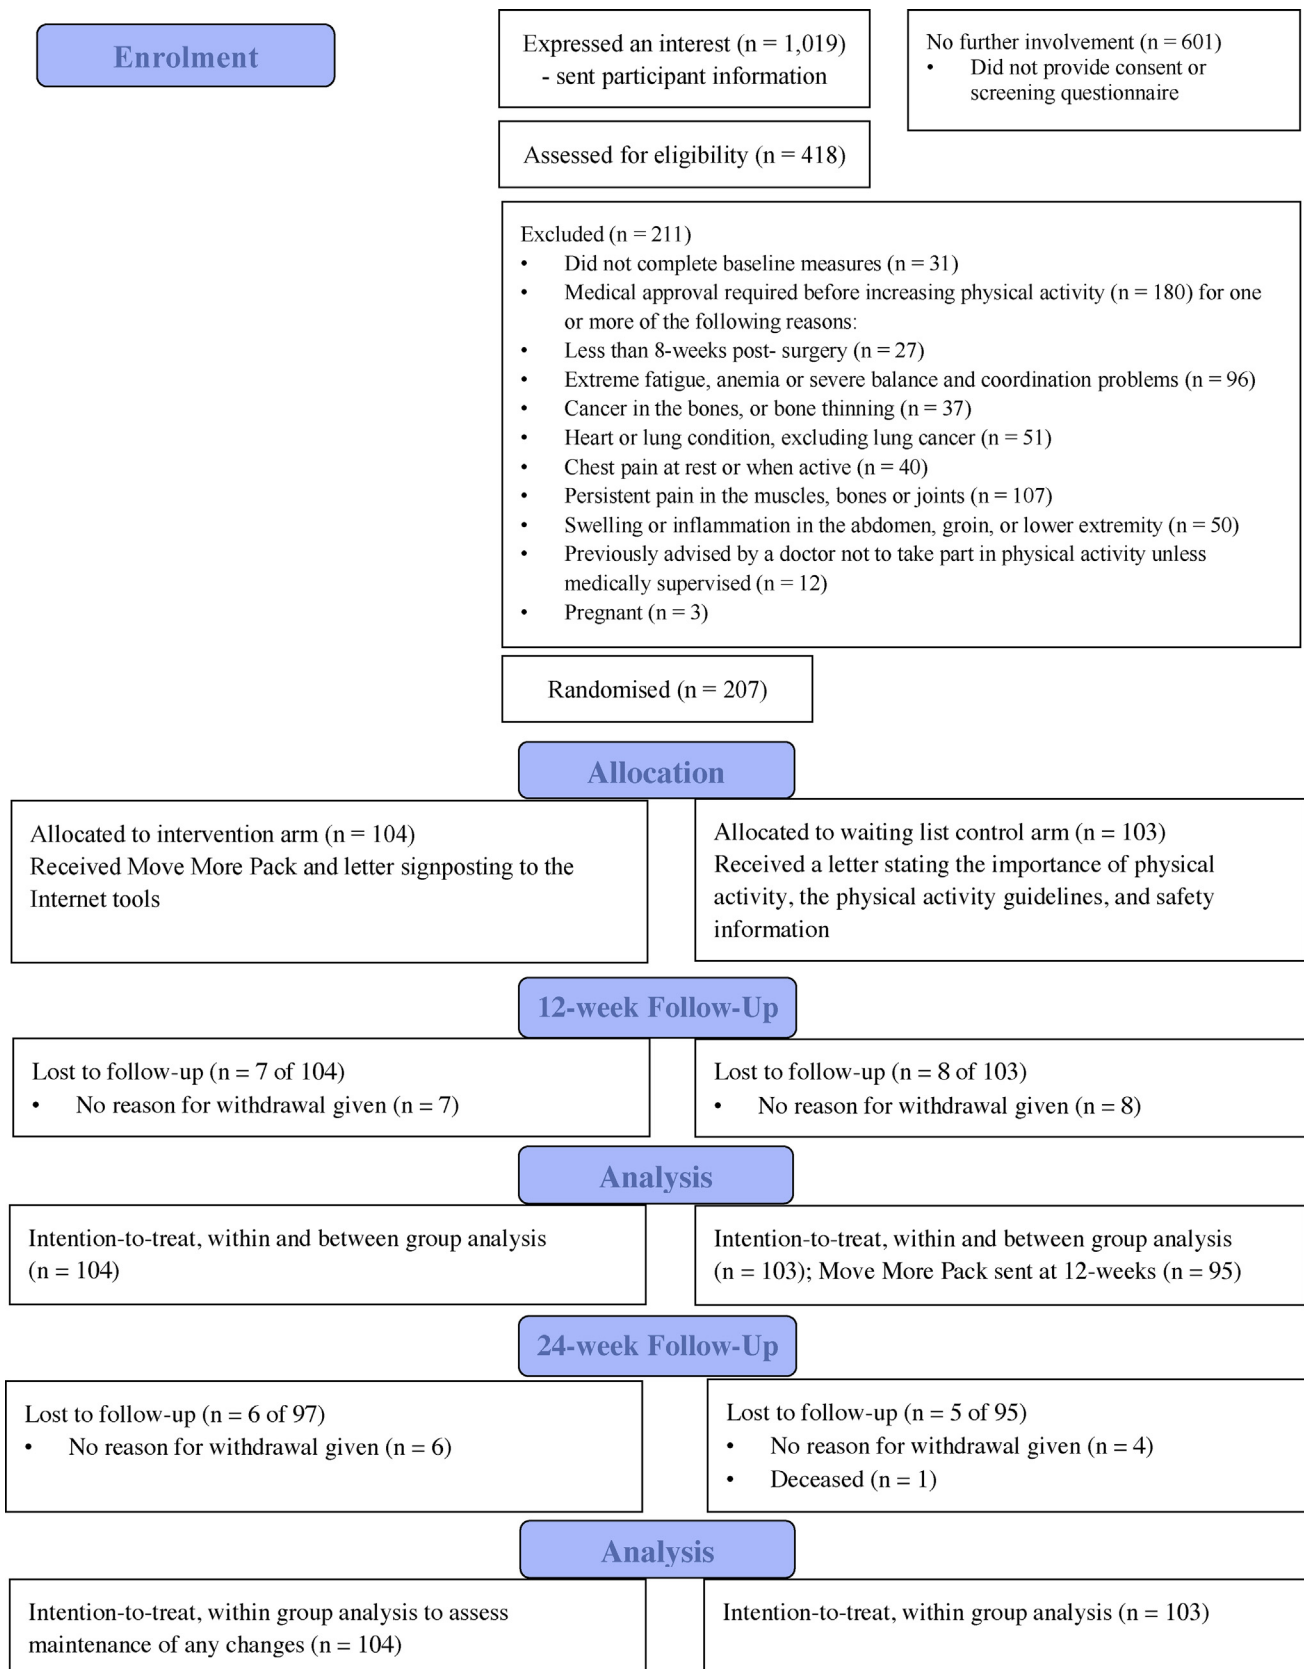 Enrolment
Expressed an interest (n = 1,019)
- sent participant information
No further involvement (n = 601)
• Did not provide consent or
screening questionnaire
Assessed for eligibility (n = 418)
Excluded (n = 211)
• Did not complete baseline measures (n = 31)
• Medical approval required before increasing physical activity (n = 180) for one
or more of the following reasons:
• Less than 8-weeks post- surgery (n = 27)
• Extreme fatigue, anemia or severe balance and coordination problems (n = 96)
• Cancer in the bones, or bone thinning (n = 37)
• Heart or lung condition, excluding lung cancer (n = 51)
• Chest pain at rest or when active (n = 40)
• Persistent pain in the muscles, bones or joints (n = 107)
• Swelling or inflammation in the abdomen, groin, or lower extremity (n = 50)
• Previously advised by a doctor not to take part in physical activity unless
medically supervised (n = 12)
• Pregnant (n = 3)
Randomised (n = 207)
Allocation
Allocated to intervention arm (n = 104)
Received Move More Pack and letter signposting to the
Internet tools
Allocated to waiting list control arm (n = 103)
Received a letter stating the importance of physical
activity, the physical activity guidelines, and safety
information
12-week Follow-Up
Lost to follow-up (n = 7 of 104)
• No reason for withdrawal given (n = 7)
Lost to follow-up (n = 8 of 103)
• No reason for withdrawal given (n = 8)
Analysis
Intention-to-treat, within and between group analysis
(n = 104)
Intention-to-treat, within and between group analysis
(n = 103); Move More Pack sent at 12-weeks (n = 95)
24-week Follow-Up
Lost to follow-up (n = 6 of 97)
• No reason for withdrawal given (n = 6)
Lost to follow-up (n = 5 of 95)
• No reason for withdrawal given (n = 4)
• Deceased (n = 1)
Analysis
Intention-to-treat, within group analysis to assess
maintenance of any changes (n = 104)
Intention-to-treat, within group analysis (n = 103)